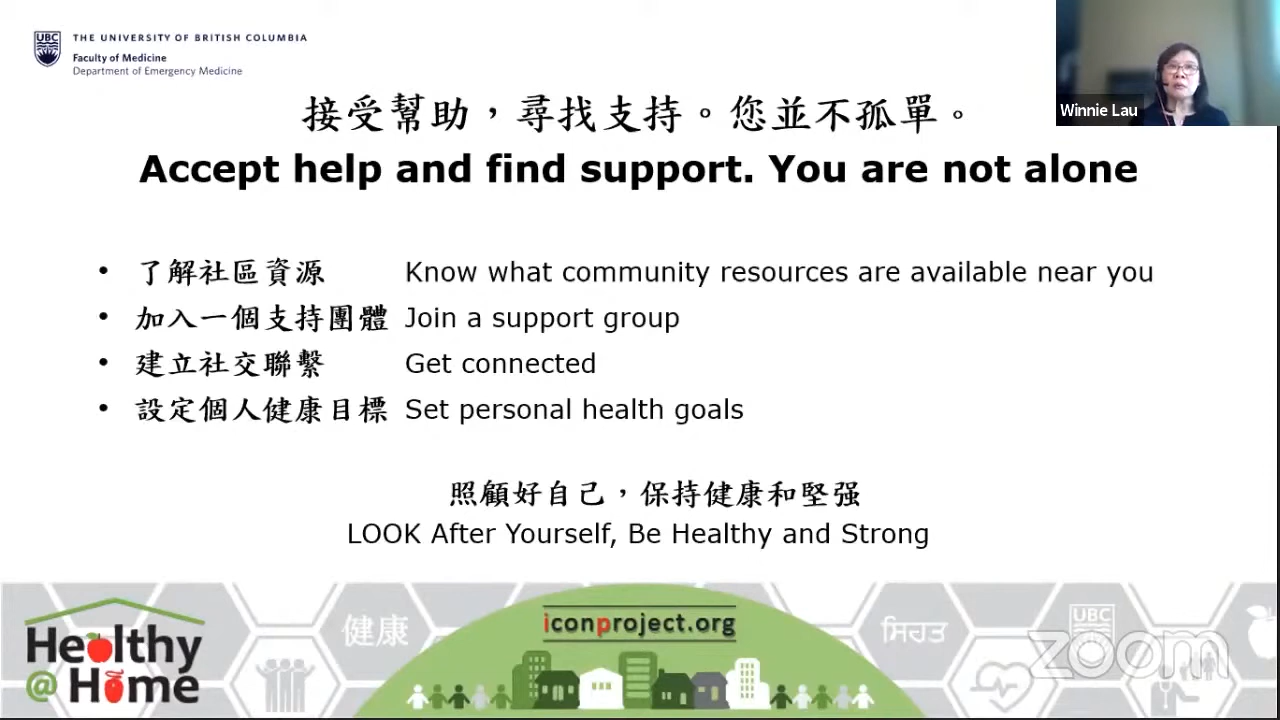 UBC
THE UNIVERSITY OF BRITISH COLUMBIA
Faculty of Medicine
Department of Emergency Medicine
Winnie Lau
接受幫助，尋找支持。您並不孤單。
Accept help and find support. You are not alone
• 了解社區資源 Know what community resources are available near you
• 加入一個支持團體 Join a support group
• 建立社交聯繫 Get connected
• 設定個人健康目標 Set personal health goals
照顧好自己，保持健康和堅强
LOOK After Yourself, Be Healthy and Strong
Healthy
@ Home
健康
iconproject.org
ਸਿਹਤ
UBC
zoom